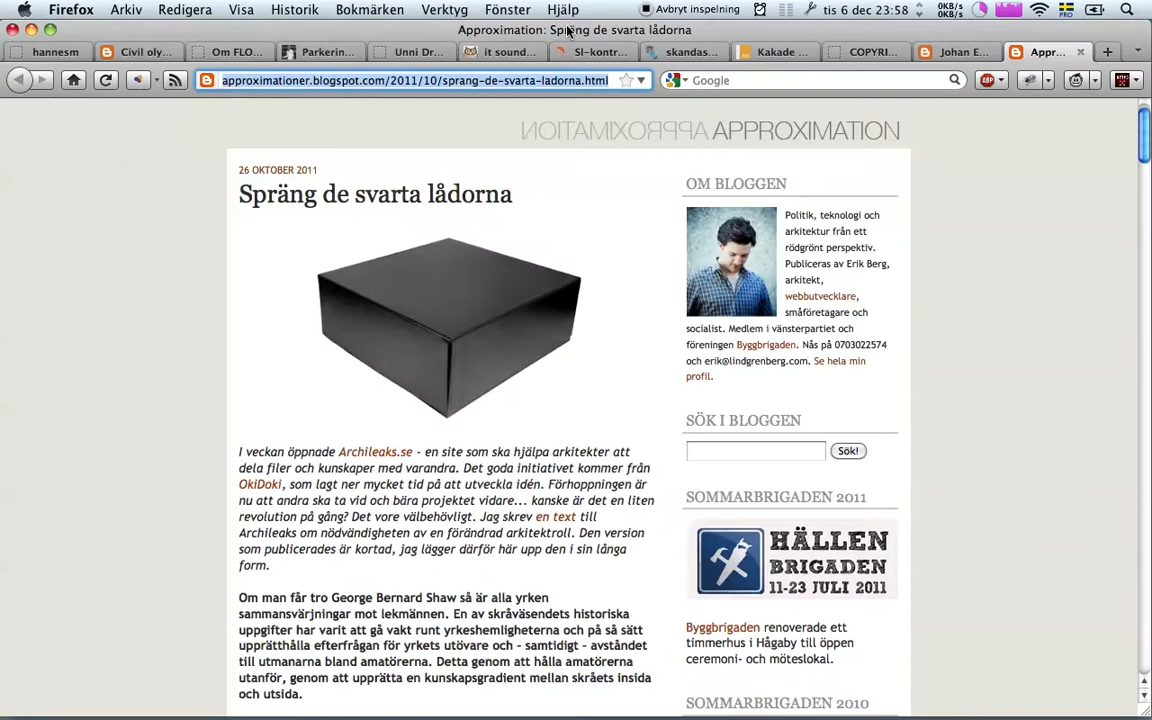 Firefox Arkiv Redigera Visa Historik Bokmärken Verktyg Fönster Hjälp Avbryt inspelning tis 6 dec 23:58 0KB/s 0KB/s PRO
Approximation: Spräng de svarta lådorna
hannesm Civil oly... Om FLO... Parkerin... Unni Dr... it sound... SI-kontr... skandas... Kakade ... COPYRI... Johan E... Appr...
approximationer.blogspot.com/2011/10/sprang-de-svarta-ladorna.html Google ABP
APPROXIMATION APPROXIMATION
26 OKTOBER 2011
Spräng de svarta lådorna
I veckan öppnade Archileaks.se - en site som ska hjälpa arkitekter att
dela filer och kunskaper med varandra. Det goda initiativet kommer från
OkiDoki, som lagt ner mycket tid på att utveckla idén. Förhoppningen är
nu att andra ska ta vid och bära projektet vidare... kanske är det en liten
revolution på gång? Det vore välbehövligt. Jag skrev en text till
Archileaks om nödvändigheten av en förändrad arkitektroll. Den version
som publicerades är kortad, jag lägger därför här upp den i sin långa
form.
Om man får tro George Bernard Shaw så är alla yrken
sammansvärjningar mot lekmännen. En av skråväsendets historiska
uppgifter har varit att gå vakt runt yrkeshemligheterna och på så sätt
upprätthålla efterfrågan för yrkets utövare och - samtidigt - avståndet
till utmanarna bland amatörerna. Detta genom att hålla amatörerna
utanför, genom att upprätta en kunskapsgradient mellan skråets insida
och utsida.
OM BLOGGEN
Politik, teknologi och
arkitektur från ett
rödgrönt perspektiv.
Publiceras av Erik Berg,
arkitekt,
webbutvecklare,
småföretagare och
socialist. Medlem i vänsterpartiet och
föreningen Byggbrigaden. Nås på 0703022574
och erik@lindgrenberg.com. Se hela min
profil.
SÖK I BLOGGEN
Sök!
SOMMARBRIGADEN 2011
HÄLLEN
BRIGADEN
11-23 JULI 2011
Byggbrigaden renoverade ett
timmerhus i Hågaby till öppen
ceremoni- och möteslokal.
SOMMARBRIGADEN 2010